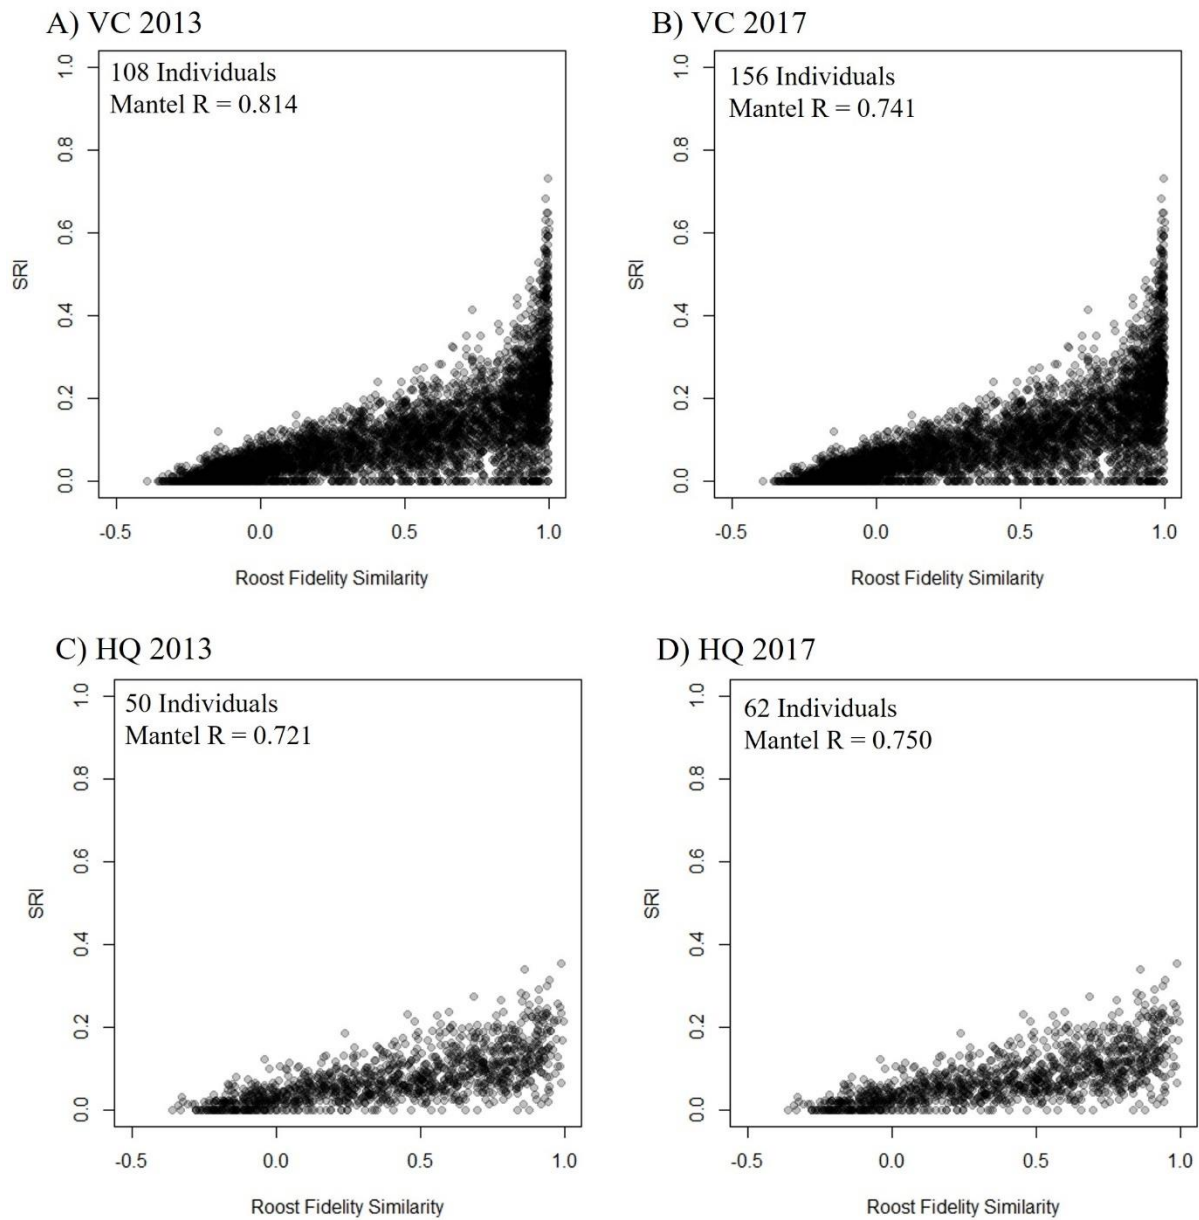 A) VC 2013
108 Individuals
Mantel R = 0.814
1.0
0.8
0.6
0.4
0.2
0.0
SRI
-0.5
0.0
0.5
1.0
Roost Fidelity Similarity
B) VC 2017
156 Individuals
Mantel R = 0.741
1.0
0.8
0.6
0.4
0.2
0.0
SRI
-0.5
0.0
0.5
1.0
Roost Fidelity Similarity
C) HQ 2013
50 Individuals
Mantel R = 0.721
1.0
0.8
0.6
0.4
0.2
0.0
SRI
-0.5
0.0
0.5
1.0
Roost Fidelity Similarity
D) HQ 2017
62 Individuals
Mantel R = 0.750
1.0
0.8
0.6
0.4
0.2
0.0
SRI
-0.5
0.0
0.5
1.0
Roost Fidelity Similarity